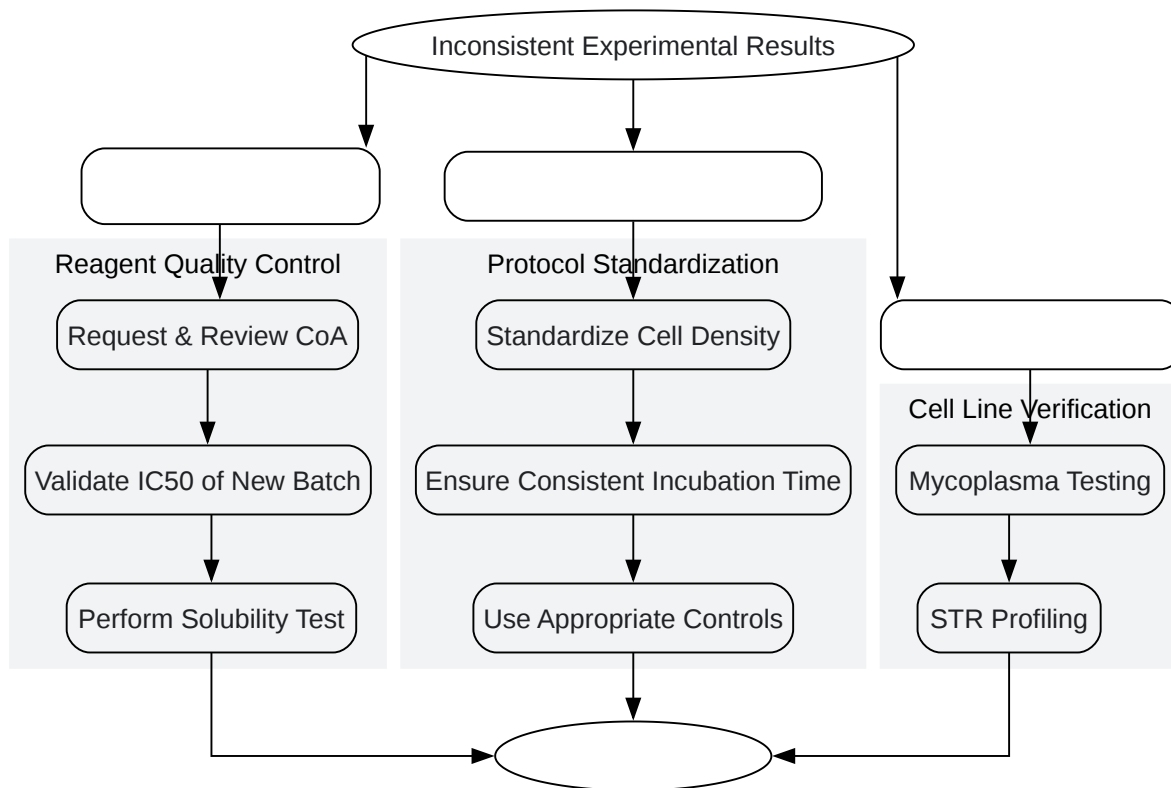 Inconsistent Experimental Results
Reagent Quality Control
Request & Review CoA
Validate IC50 of New Batch
Perform Solubility Test
Protocol Standardization
Standardize Cell Density
Ensure Consistent Incubation Time
Use Appropriate Controls
Cell Line Verification
Mycoplasma Testing
STR Profiling